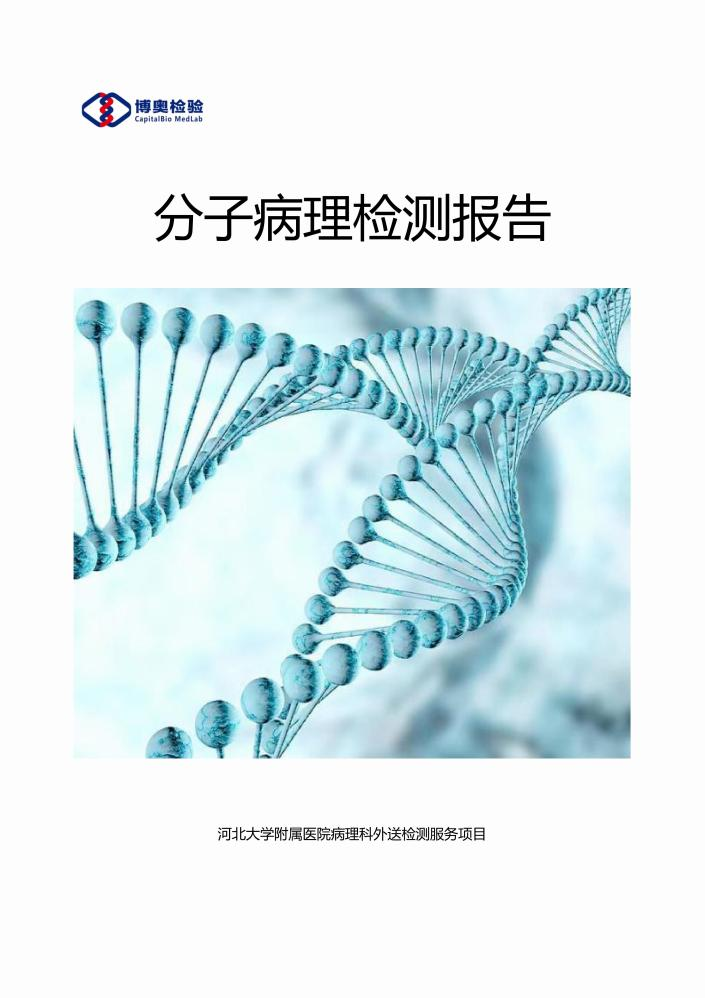 博奥检验
CapitalBio MedLab
分子病理检测报告
河北大学附属医院病理科外送检测服务项目